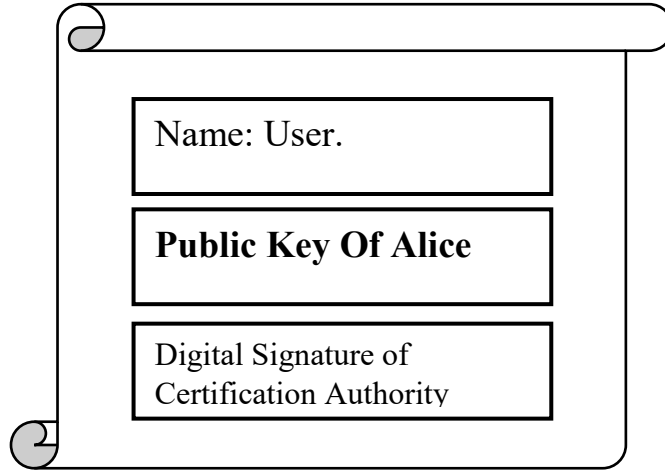 Name: User.
Public Key Of Alice
Digital Signature of
Certification Authority